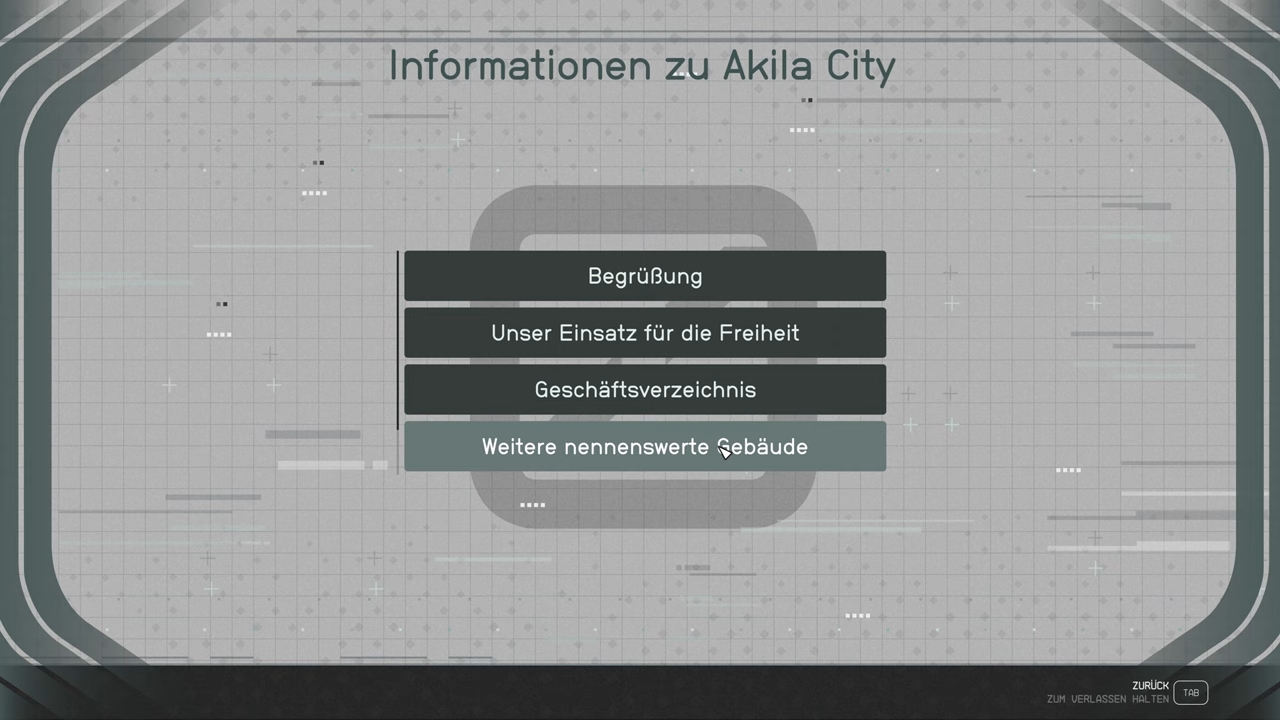 Informationen zu Akila City
Begrüßung
Unser Einsatz für die Freiheit
Geschäftsverzeichnis
Weitere nennenswerte Gebäude
ZURÜCK
ZUM VERLASSEN HALTEN TAB